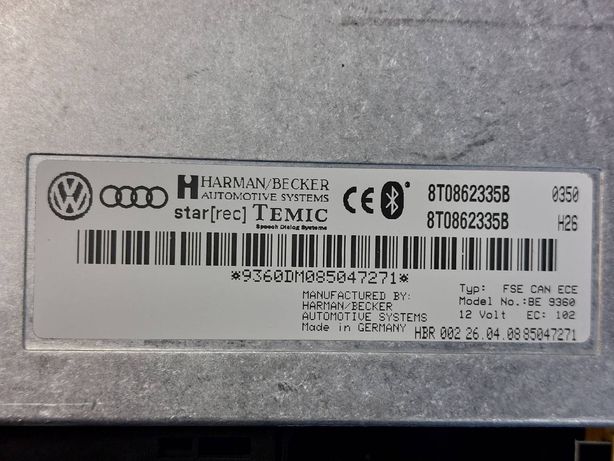 HARMAN/BECKER
AUTOMOTIVE SYSTEMS
star[rec] TEMIC
Speech Dialog Systems
CE
8T0862335B 0350
8T0862335B H26
*9360DM085047271*
MANUFACTURED BY:
HARMAN/BECKER
AUTOMOTIVE SYSTEMS
Made in GERMANY
Typ: FSE CAN ECE
Model No.:BE 9360
12 Volt EC: 102
HBR 002 26.04.08 85047271